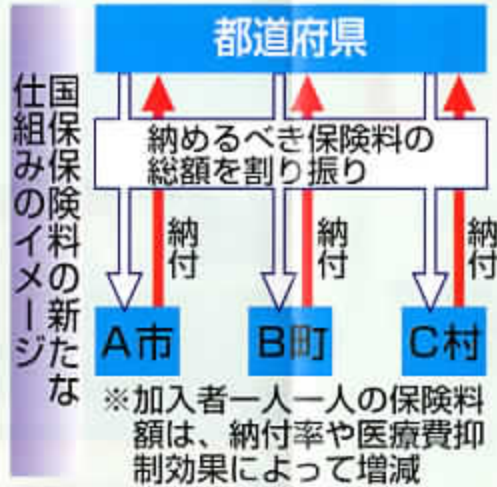 国保保険料の新たな
仕組みのイメージ
都道府県
納めるべき保険料の
総額を割り振り
納付
納付
納付
A市
B町
C村
※加入者一人一人の保険料
額は、納付率や医療費抑
制効果によって増減